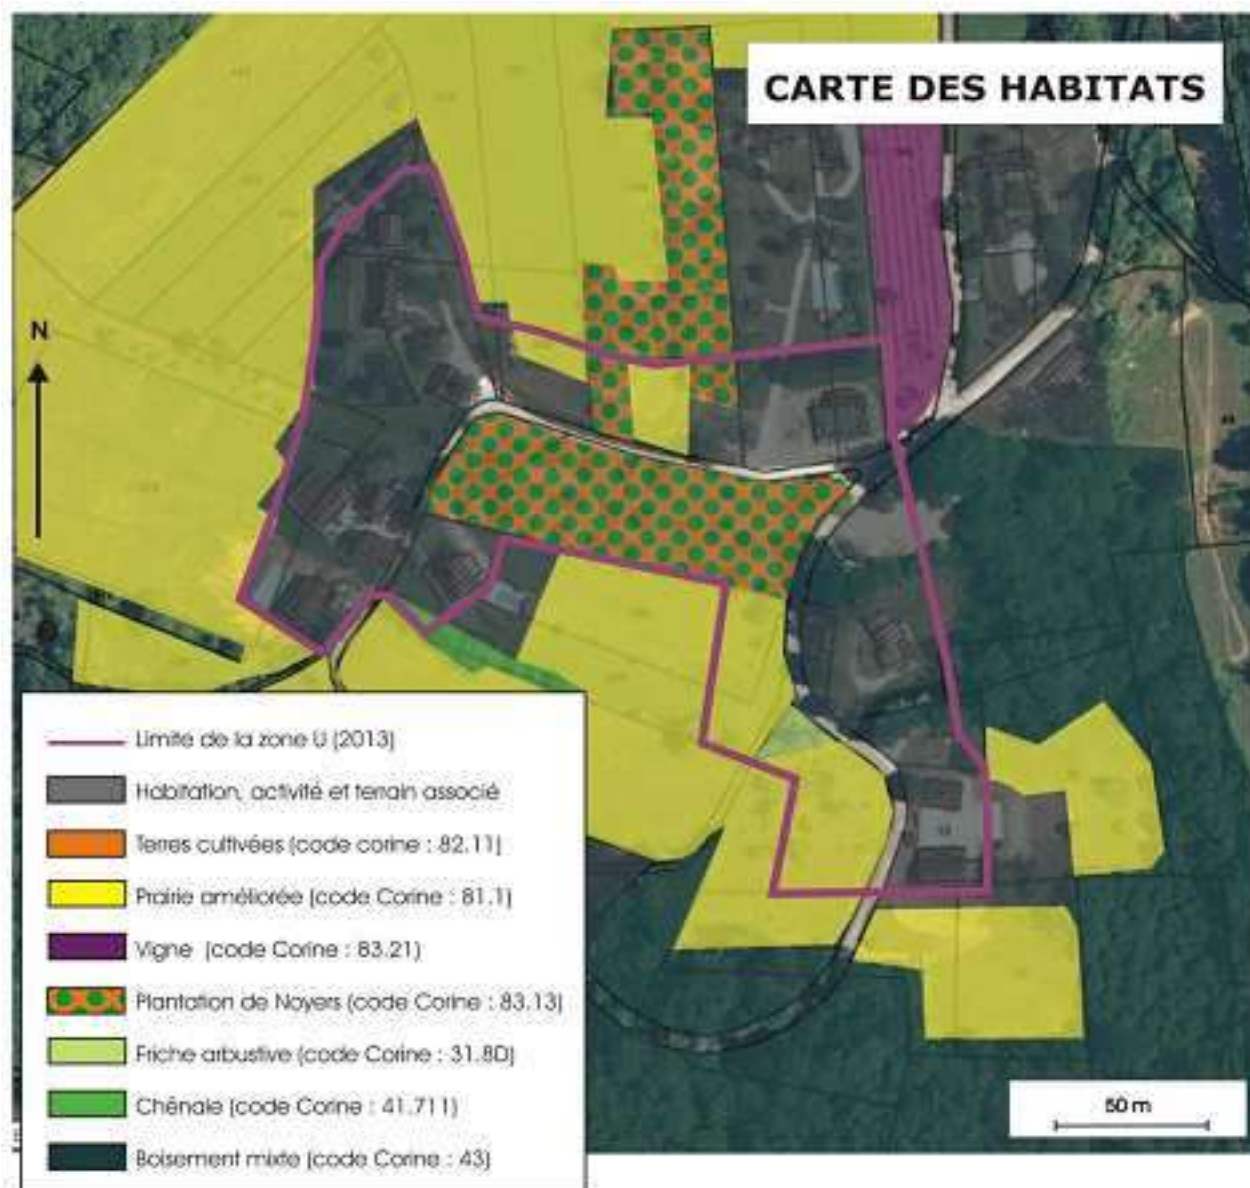 CARTE DES HABITATS
N
Limite de la zone U (2013)
Habitation, activité et terrain associé
Terres cultivées (code corine : 82.11)
Prairie améliorée (code Corine : 81.1)
Vigne (code Corine : 83.21)
Plantation de Noyers (code Corine : 83.13)
Friche arbustive (code Corine : 31.8D)
Chênaie (code Corine : 41.711)
Boisement mixte (code Corine : 43)
50 m